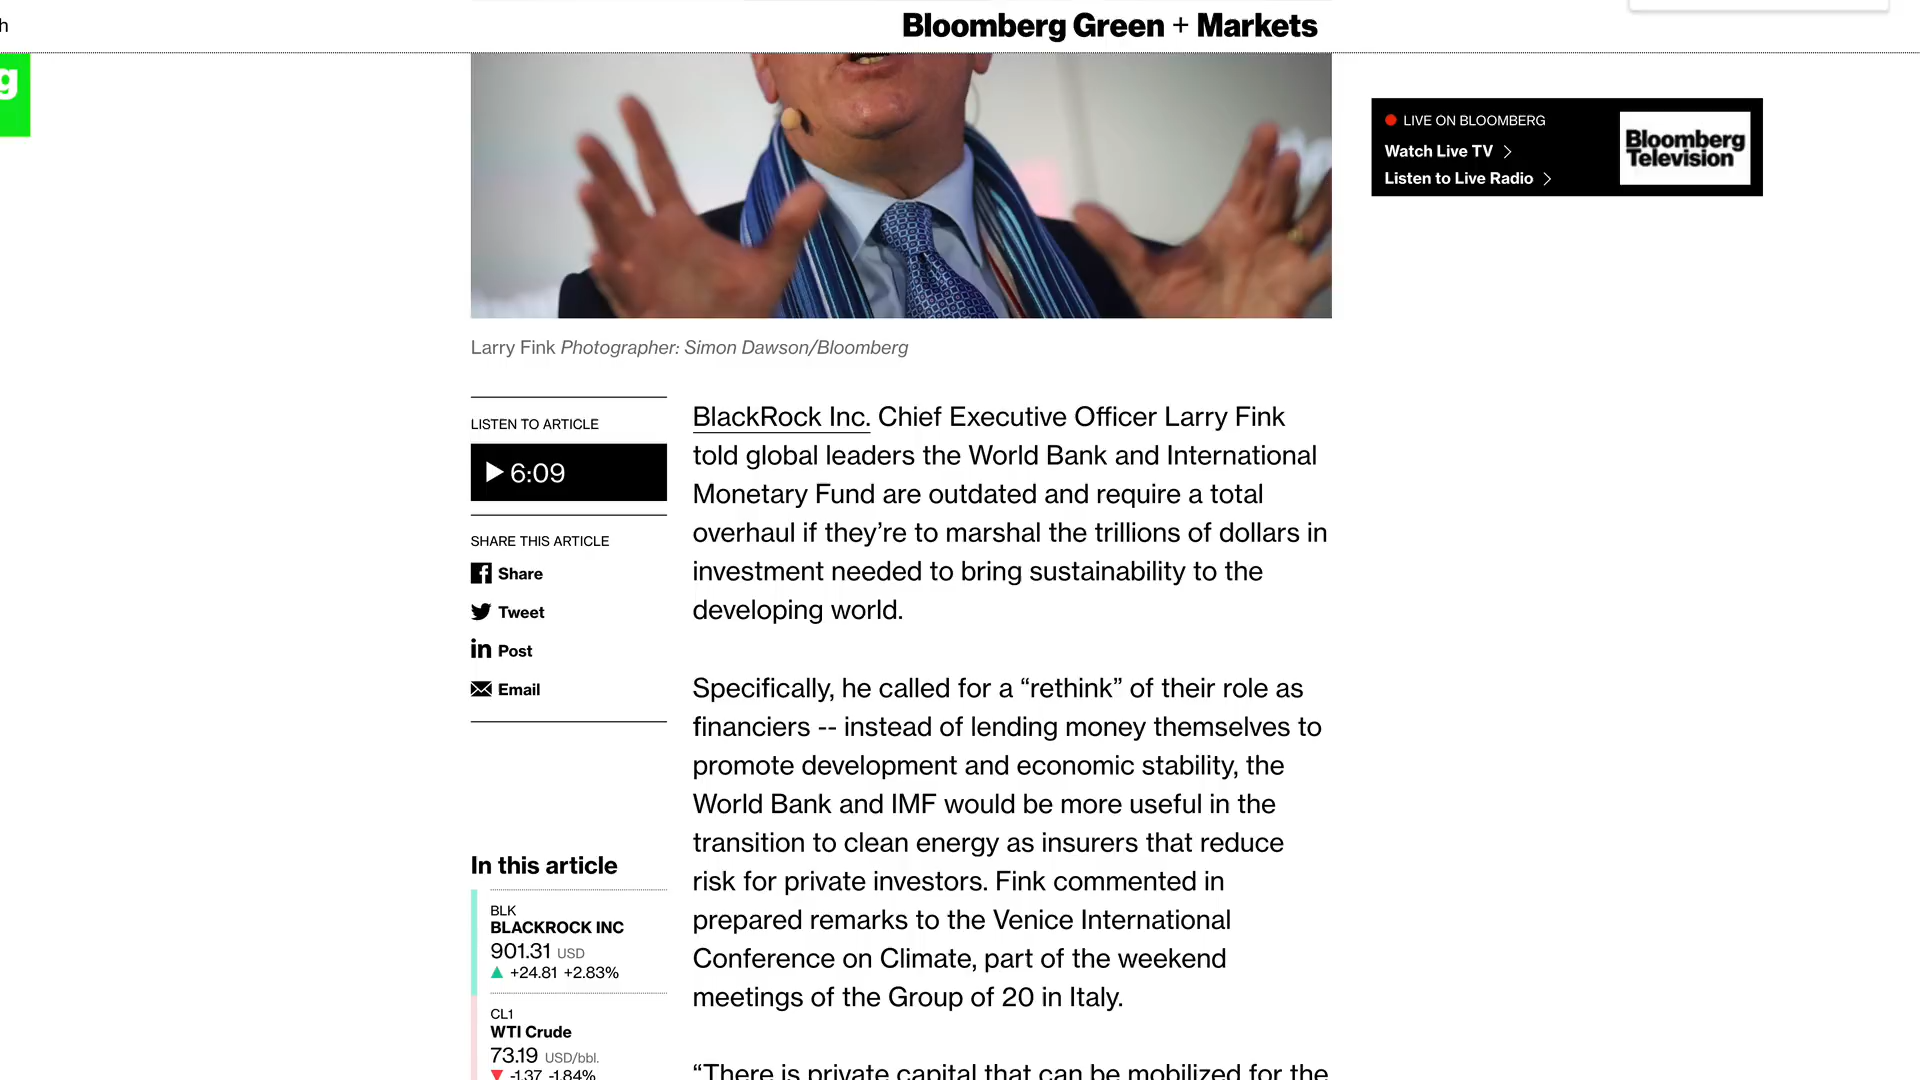 h
Bloomberg Green + Markets
g
LIVE ON BLOOMBERG
Watch Live TV
Listen to Live Radio
Bloomberg
Television
Larry Fink Photographer: Simon Dawson/Bloomberg
LISTEN TO ARTICLE
6:09
SHARE THIS ARTICLE
Share
Tweet
in Post
Email
In this article
BLK
BLACKROCK INC
901.31 USD
+24.81 +2.83%
CL1
WTI Crude
73.19 USD/bbl.
-1.37 -1.84%
BlackRock Inc. Chief Executive Officer Larry Fink
told global leaders the World Bank and International
Monetary Fund are outdated and require a total
overhaul if they’re to marshal the trillions of dollars in
investment needed to bring sustainability to the
developing world.
Specifically, he called for a “rethink” of their role as
financiers -- instead of lending money themselves to
promote development and economic stability, the
World Bank and IMF would be more useful in the
transition to clean energy as insurers that reduce
risk for private investors. Fink commented in
prepared remarks to the Venice International
Conference on Climate, part of the weekend
meetings of the Group of 20 in Italy.
“There is private capital that can be mobilized for the